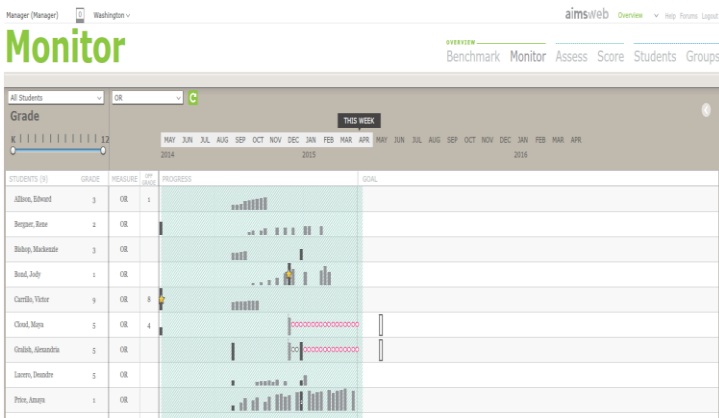 Manager (Manager) 0 Washington
aimsweb Overview Help Forums Logout
Monitor
OVERVIEW
Benchmark Monitor Assess Score Students Groups
All Students OR
Grade
K 12
THIS WEEK
MAY JUN JUL AUG SEP OCT NOV DEC JAN FEB MAR APR MAY JUN JUL AUG SEP OCT NOV DEC JAN FEB MAR APR
2014 2015 2016
STUDENTS (9) GRADE MEASURE OFF GRADE PROGRESS GOAL
Allison, Edward 3 OR 1
Bergner, Rene 2 OR
Bishop, Mackenzie 3 OR
Bond, Jody 1 OR
Carrillo, Victor 9 OR 8
Cloud, Maya 5 OR 4
Gralish, Alexandria 5 OR
Lucero, Deandre 5 OR
Price, Amaya 1 OR